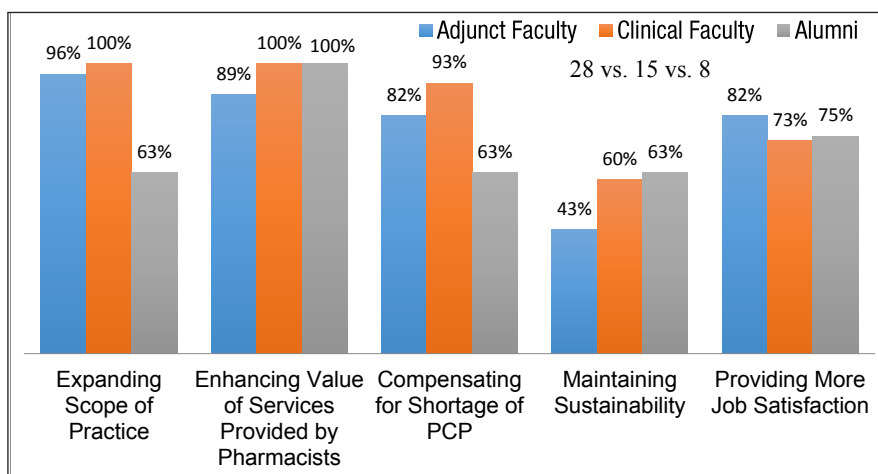 Adjunct Faculty Clinical Faculty Alumni
28 vs. 15 vs. 8
96% 100% 63%
89% 100% 100%
82% 93% 63%
43% 60% 63%
82% 73% 75%
Expanding
Scope of
Practice
Enhancing Value
of Services
Provided by
Pharmacists
Compensating
for Shortage of
PCP
Maintaining
Sustainability
Providing More
Job Satisfaction